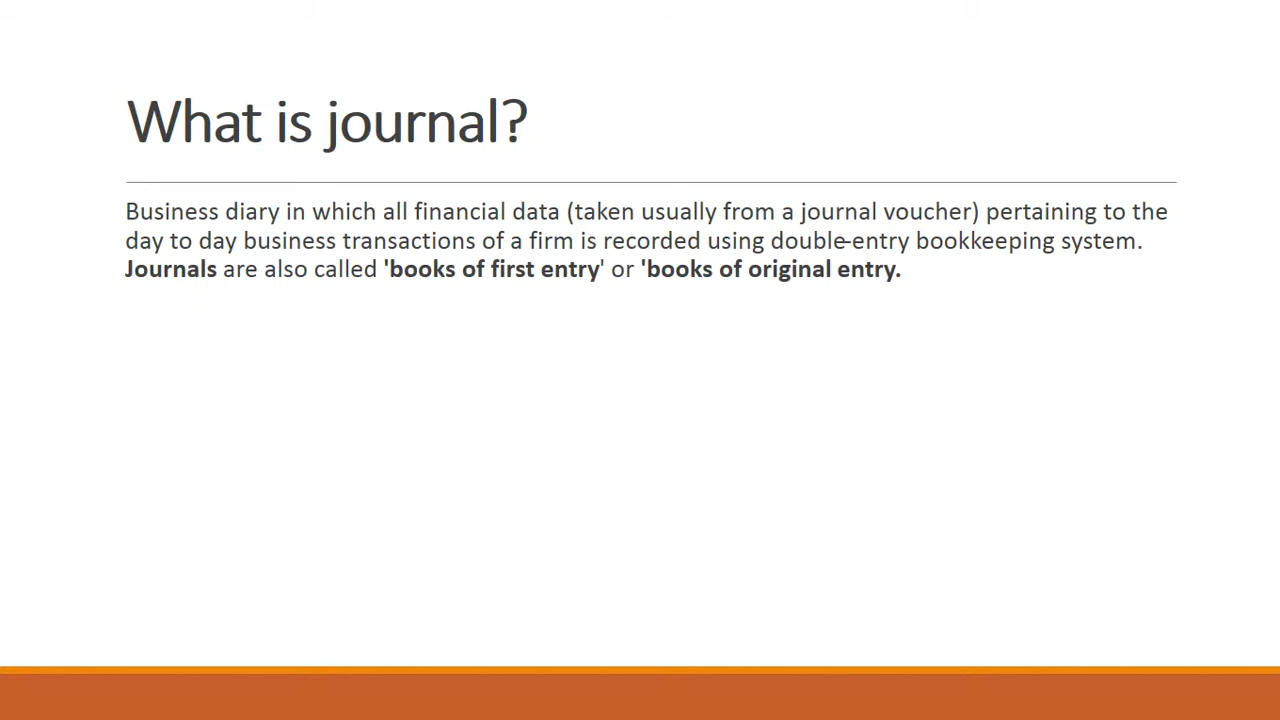 What is journal?
Business diary in which all financial data (taken usually from a journal voucher) pertaining to the
day to day business transactions of a firm is recorded using double-entry bookkeeping system.
Journals are also called 'books of first entry' or 'books of original entry.